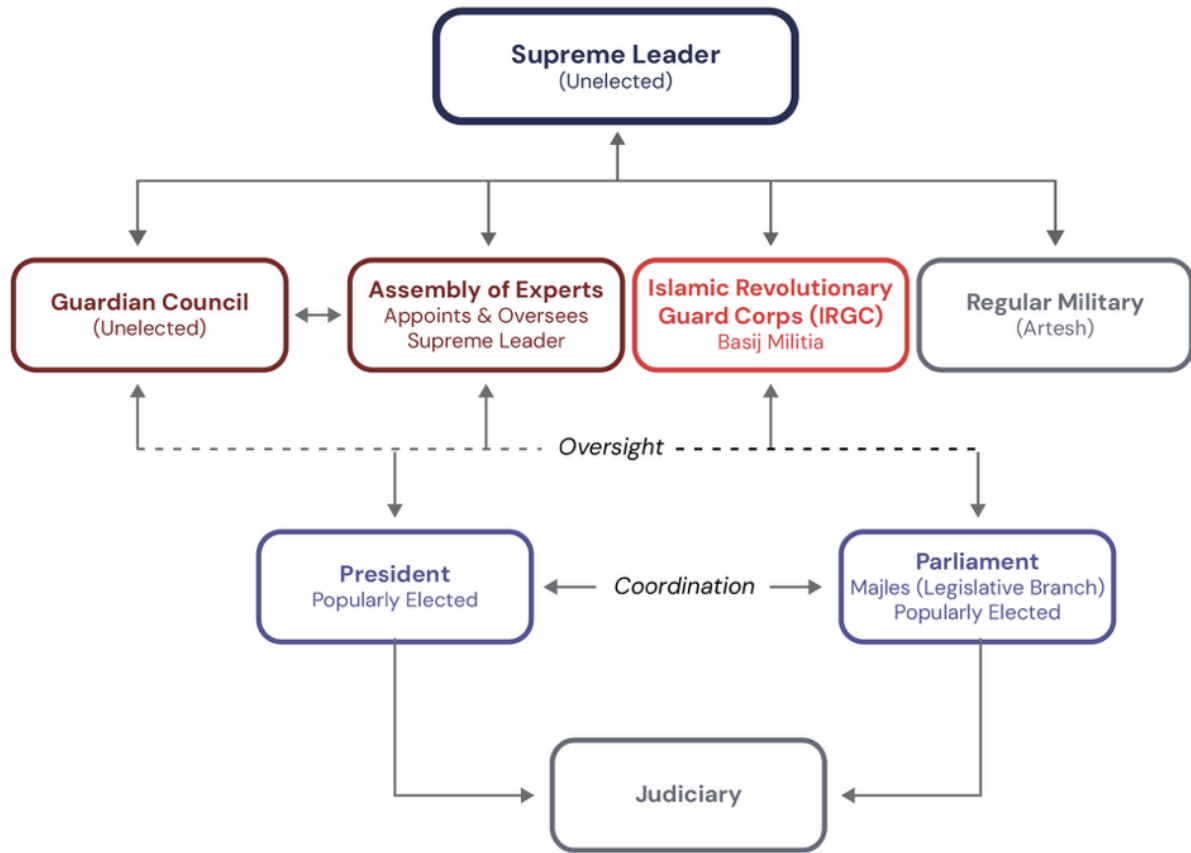 Supreme Leader
(Unelected)
Guardian Council
(Unelected)
Assembly of Experts
Appoints & Oversees
Supreme Leader
Islamic Revolutionary
Guard Corps (IRGC)
Basij Militia
Regular Military
(Artesh)
Oversight
President
Popularly Elected
Coordination
Parliament
Majles (Legislative Branch)
Popularly Elected
Judiciary